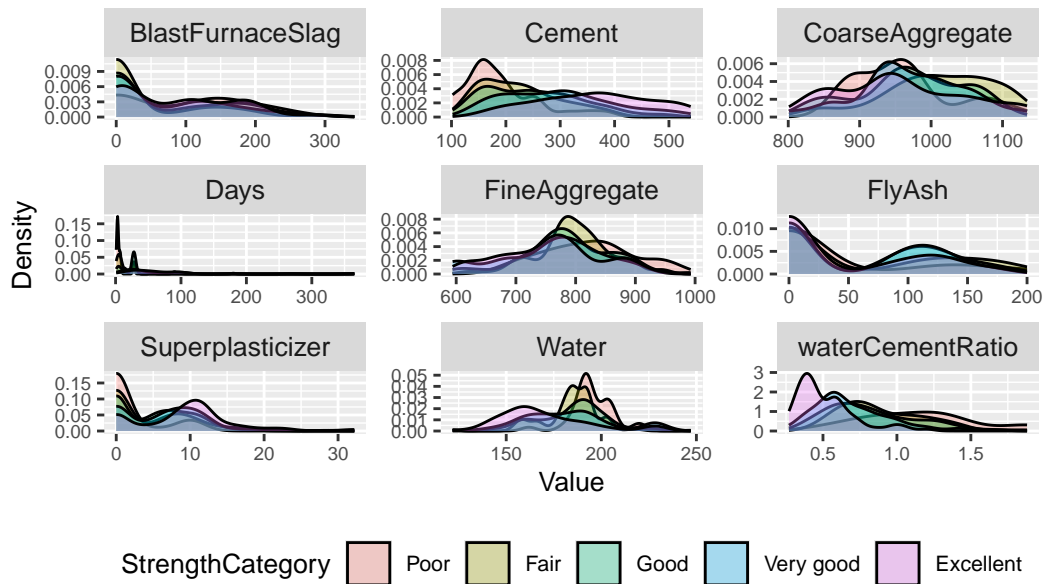 BlastFurnaceSlag Cement CoarseAggregate
0.009
0.006
0.003
0.000
0 100 200 300
0.008
0.006
0.004
0.002
0.000
100 200 300 400 500
0.006
0.004
0.002
0.000
800 900 1000 1100
Days FineAggregate FlyAsh
0.15
0.10
0.05
0.00
0 100 200 300
0.008
0.006
0.004
0.002
0.000
600 700 800 900 1000
0.010
0.005
0.000
0 50 100 150 200
Superplasticizer Water waterCementRatio
0.15
0.10
0.05
0.00
0 10 20 30
0.05
0.04
0.03
0.02
0.01
0.00
150 200 250
3
2
1
0
0.5 1.0 1.5
Density
Value
StrengthCategory Poor Fair Good Very good Excellent